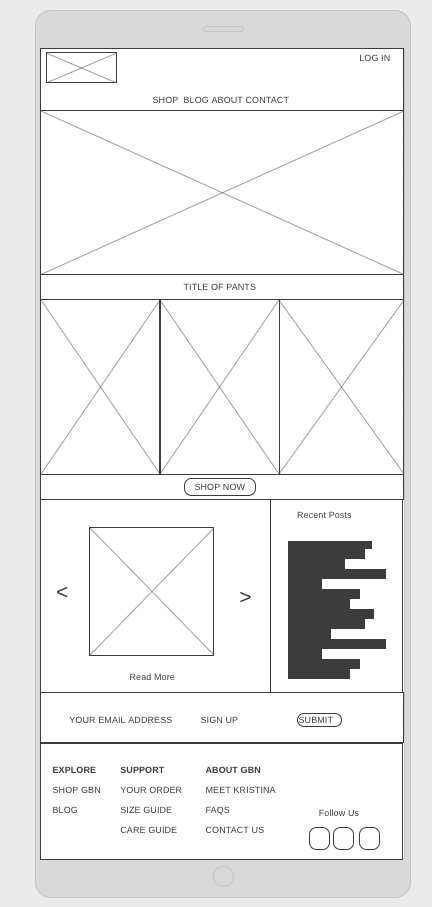 LOG IN
SHOP BLOG ABOUT CONTACT
TITLE OF PANTS
SHOP NOW
Recent Posts
< >
Read More
YOUR EMAIL ADDRESS SIGN UP SUBMIT
EXPLORE SUPPORT ABOUT GBN
SHOP GBN YOUR ORDER MEET KRISTINA
BLOG SIZE GUIDE FAQS
Follow Us
CARE GUIDE CONTACT US